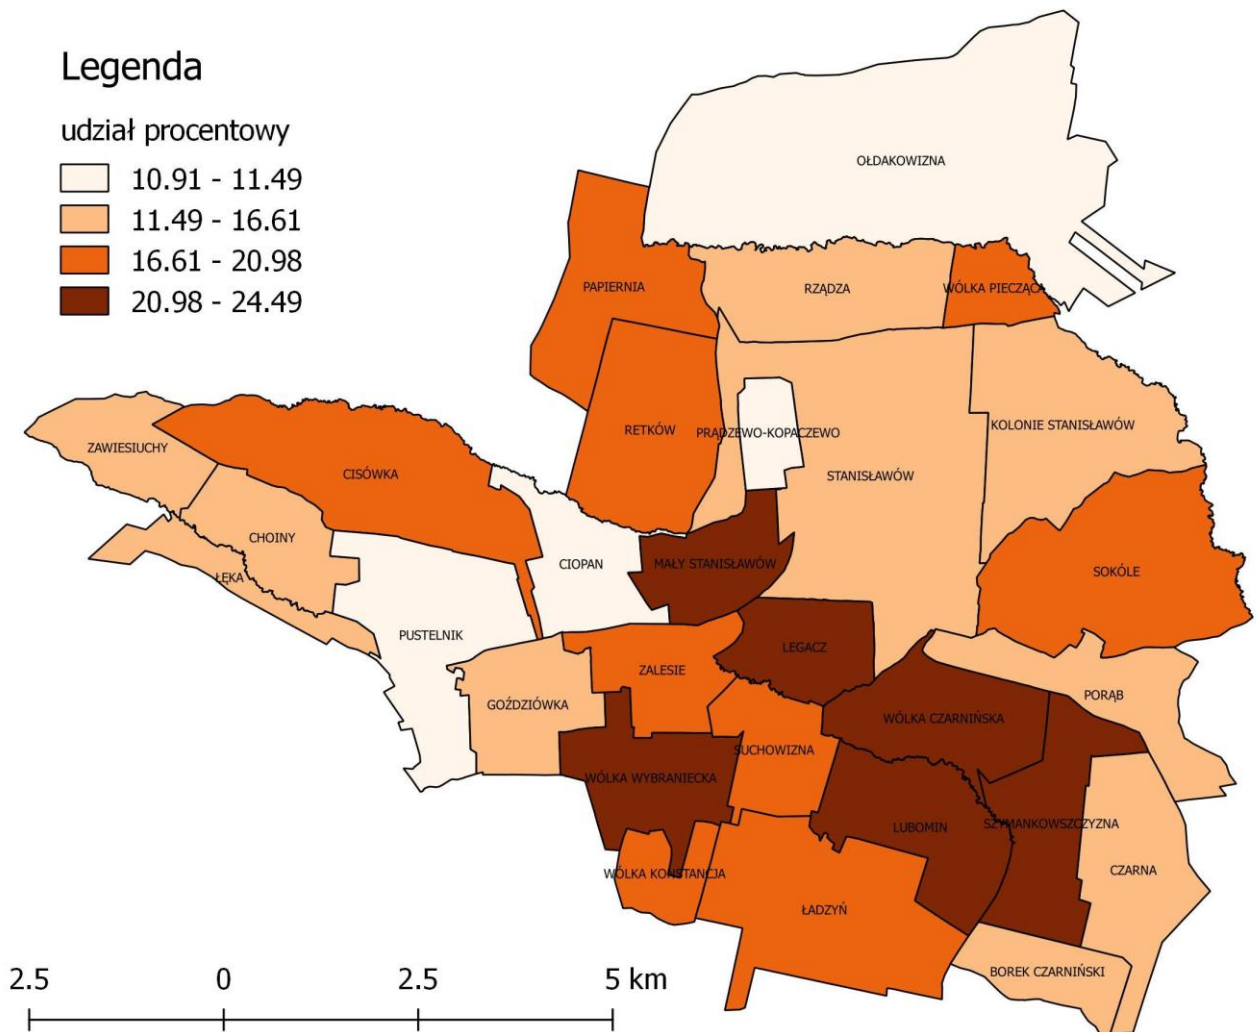 Legenda
udział procentowy
10.91 - 11.49
11.49 - 16.61
16.61 - 20.98
20.98 - 24.49
OŁDAKOWIZNA
PAPIERNIA
RZĄDZA
WÓLKA PIECZĄCA
RETKÓW
PRĄDZEWO-KOPACZEWO
KOLONIE STANISŁAWÓW
ZAWIESIUCHY
CISÓWKA
STANISŁAWÓW
CHOINY
CIOPAN
MAŁY STANISŁAWÓW
SOKÓLE
ŁĘKA
PUSTELNIK
LEGACZ
ZALESIE
PORĄB
GOŹDZIÓWKA
WÓLKA CZARNIŃSKA
SUCHOWIZNA
WÓLKA WYBRANIECKA
LUBOMIN
SZYMANKOWSZCZYZNA
WÓLKA KONSTANCJA
CZARNA
ŁADZYŃ
BOREK CZARNIŃSKI
2.5 0 2.5 5 km